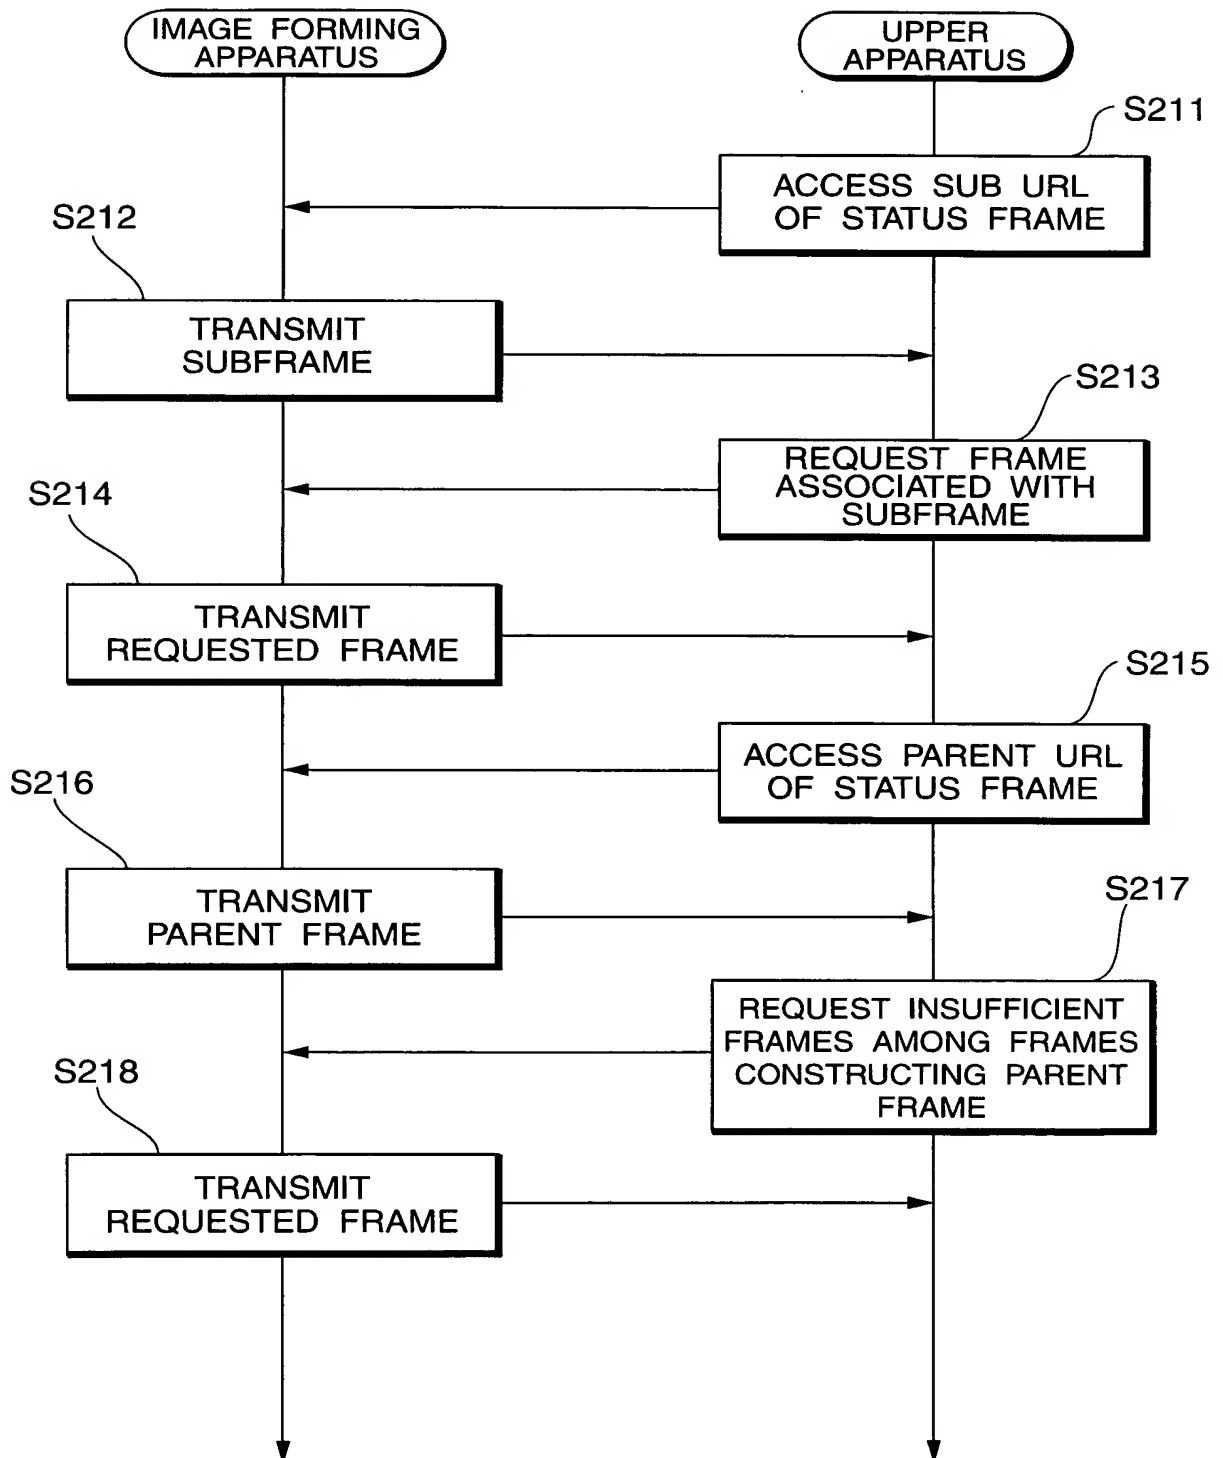 IMAGE FORMING
APPARATUS
UPPER
APPARATUS
S211
ACCESS SUB URL
OF STATUS FRAME
S212
TRANSMIT
SUBFRAME
S213
REQUEST FRAME
ASSOCIATED WITH
SUBFRAME
S214
TRANSMIT
REQUESTED FRAME
S215
ACCESS PARENT URL
OF STATUS FRAME
S216
TRANSMIT
PARENT FRAME
S217
REQUEST INSUFFICIENT
FRAMES AMONG FRAMES
CONSTRUCTING PARENT
FRAME
S218
TRANSMIT
REQUESTED FRAME